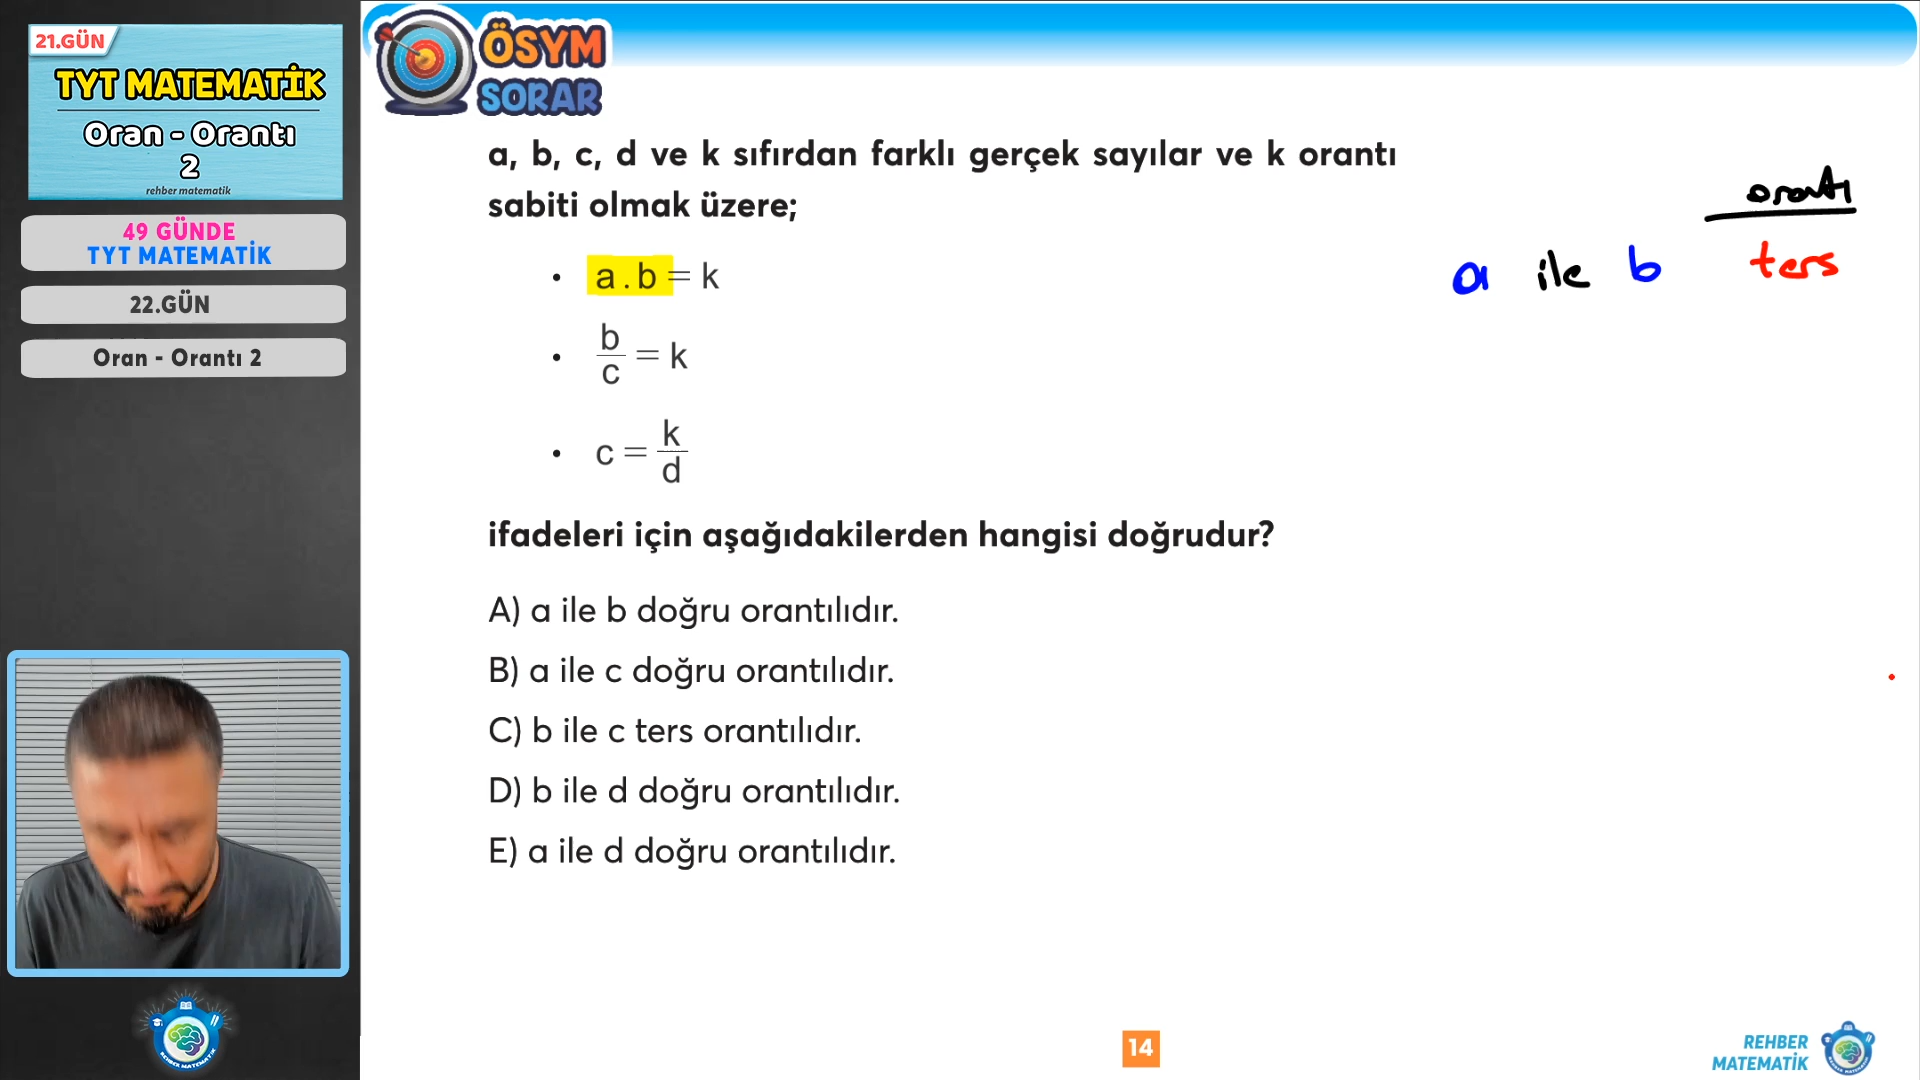 21.GÜN
TYT MATEMATİK
Oran - Orantı
2
rehber matematik
49 GÜNDE
TYT MATEMATİK
22.GÜN
Oran - Orantı 2
ÖSYM
SORAR
a, b, c, d ve k sıfırdan farklı gerçek sayılar ve k orantı
sabiti olmak üzere;
• a . b = k
• b/c = k
• c = k/d
ifadeleri için aşağıdakilerden hangisi doğrudur?
A) a ile b doğru orantılıdır.
B) a ile c doğru orantılıdır.
C) b ile c ters orantılıdır.
D) b ile d doğru orantılıdır.
E) a ile d doğru orantılıdır.
orantı
a ile b ters
14
REHBER
MATEMATİK
REHBER MATEMATİK